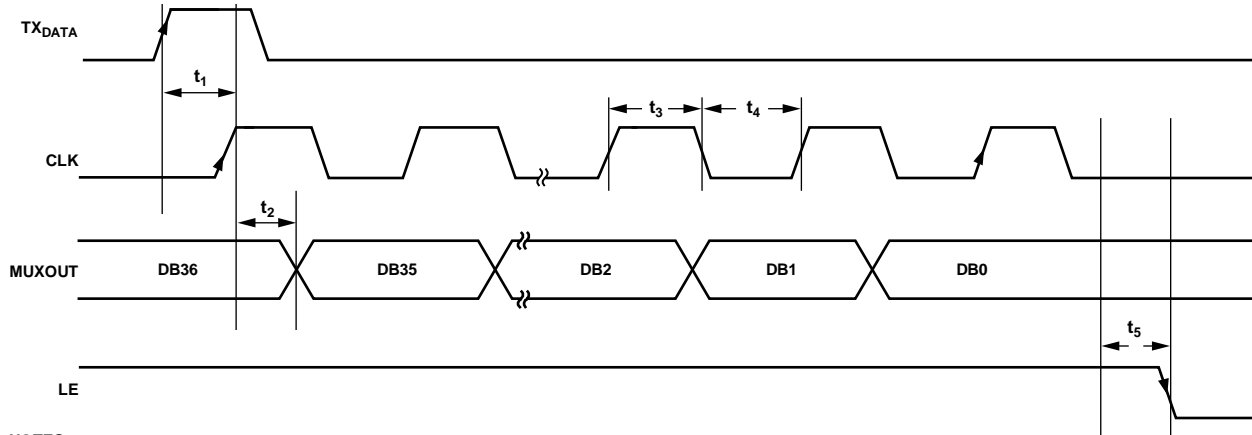 TXDATA
t1
t3
t4
CLK
t2
MUXOUT
DB36
DB35
DB2
DB1
DB0
t5
LE